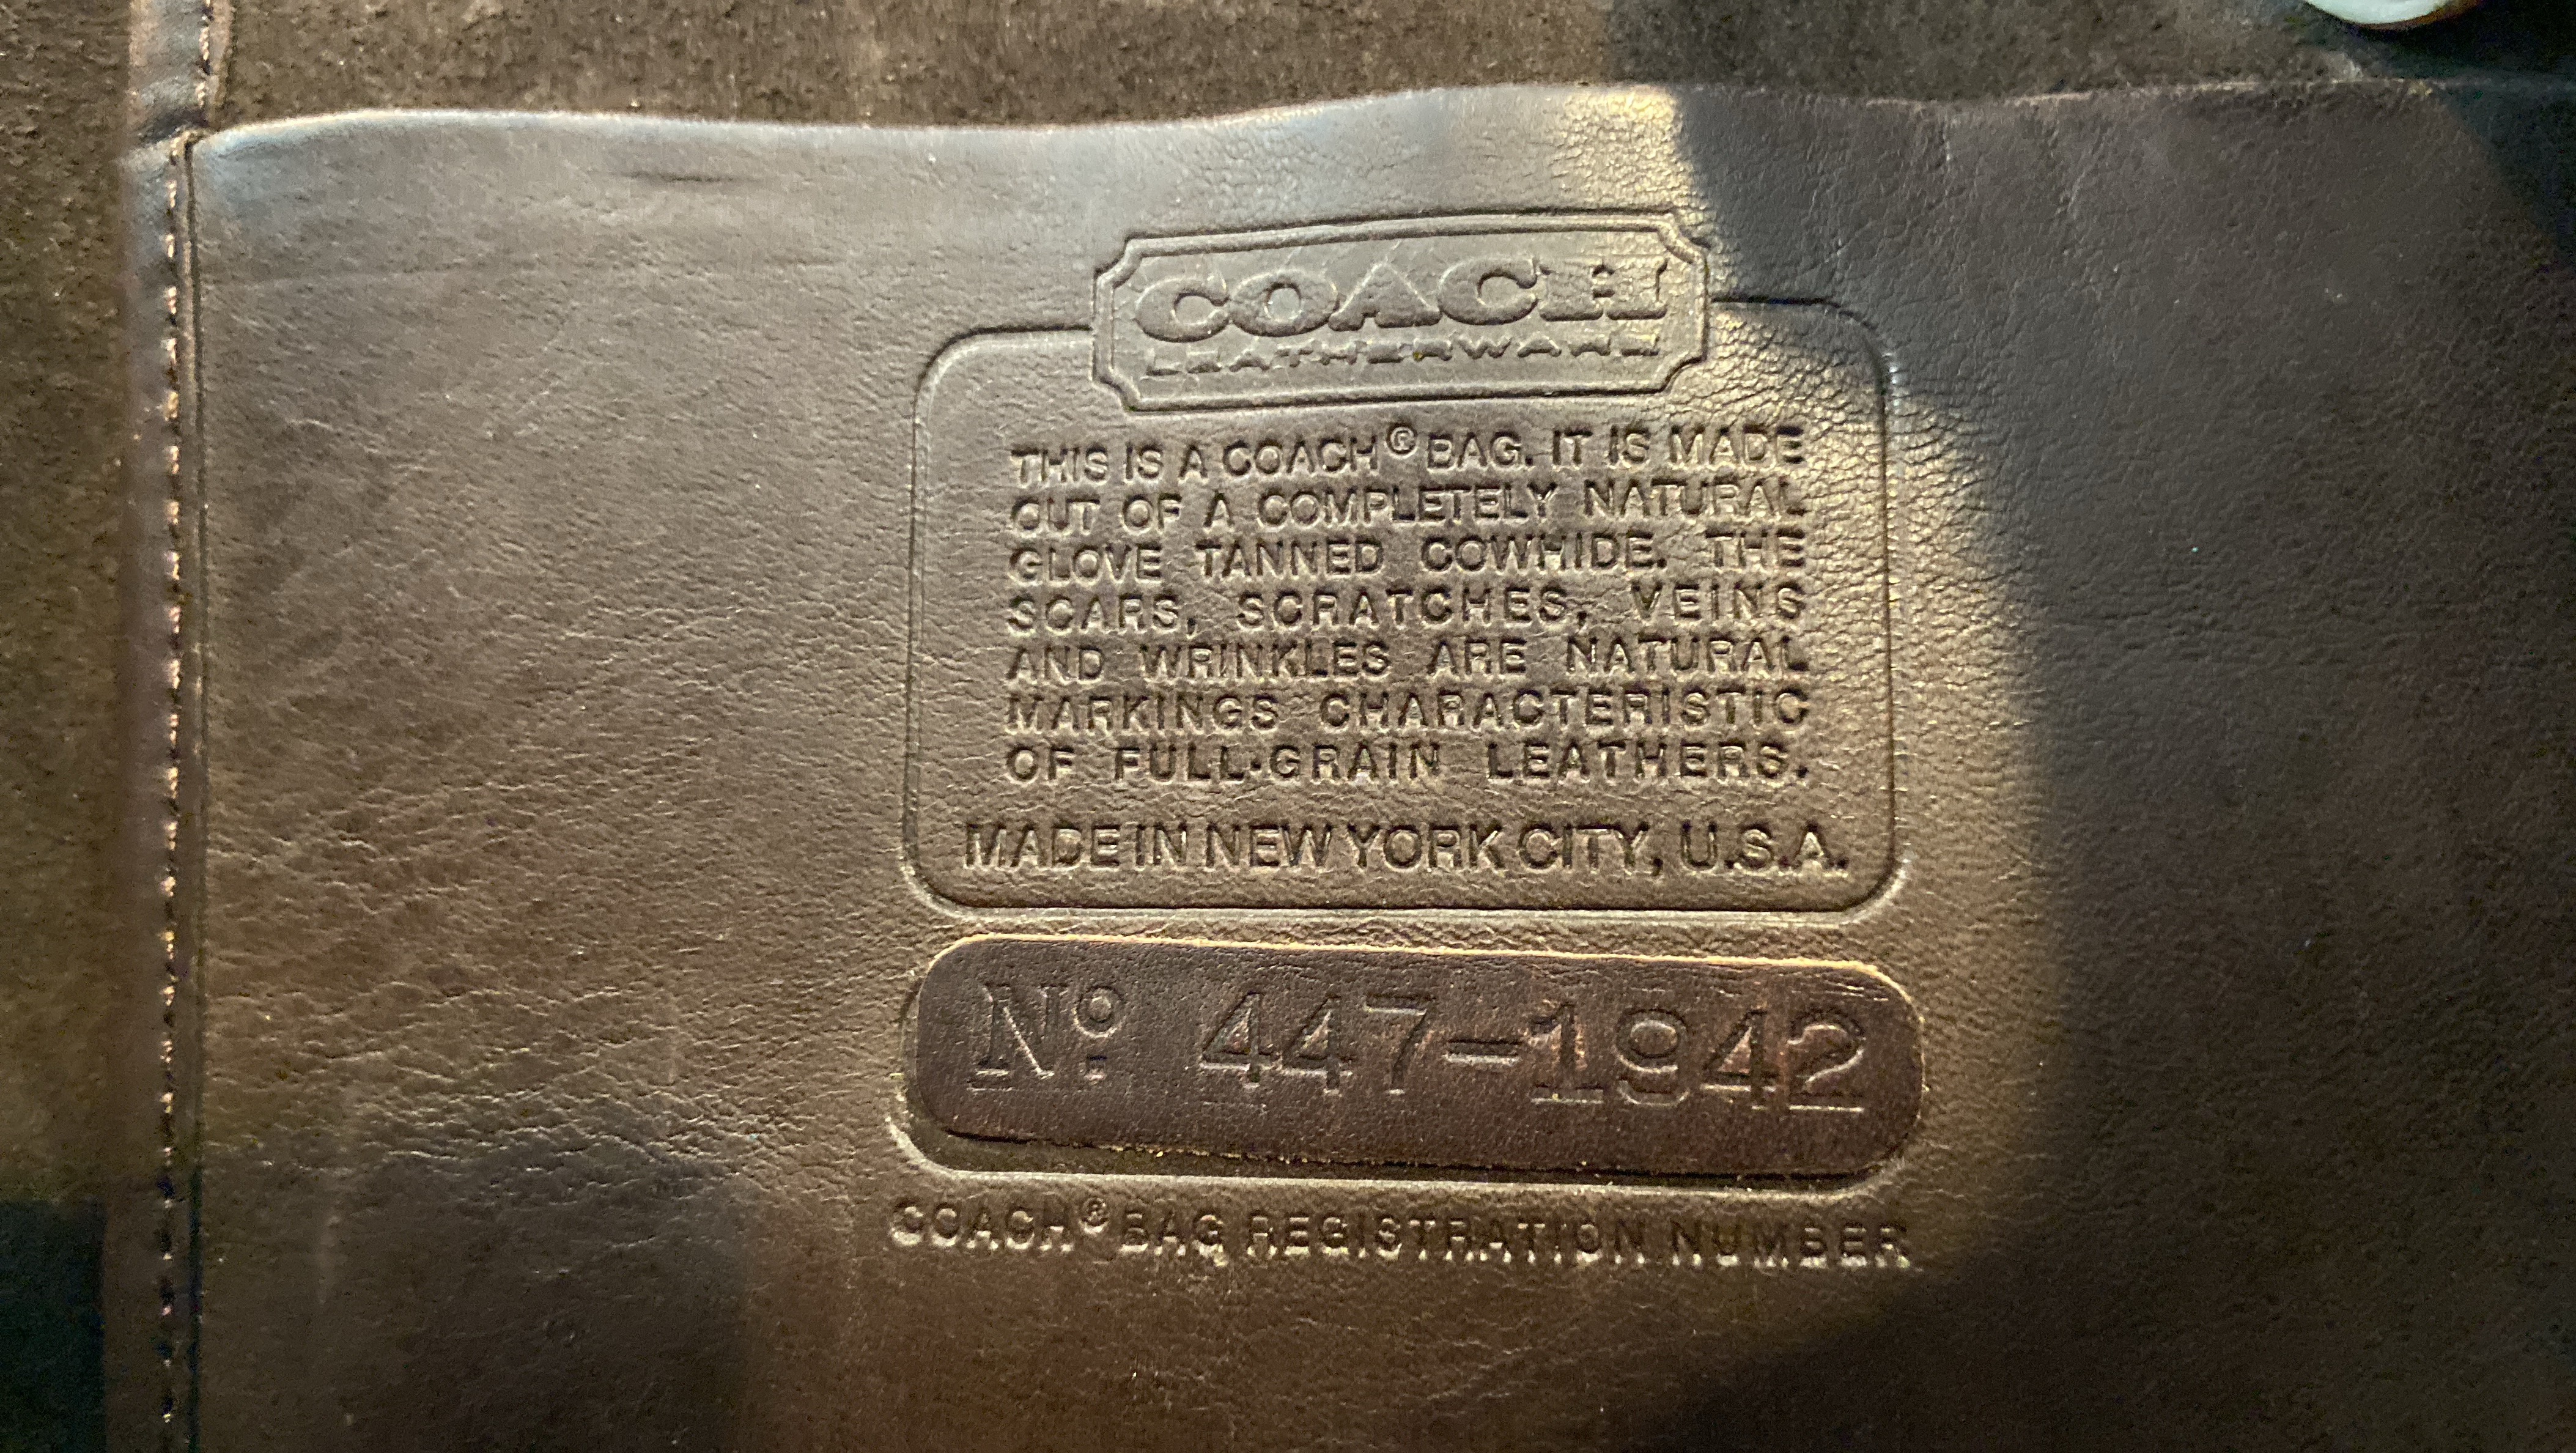 COACH
LEATHERWARE
THIS IS A COACH® BAG. IT IS MADE
OUT OF A COMPLETELY NATURAL
GLOVE TANNED COWHIDE. THE
SCARS, SCRATCHES, VEINS
AND WRINKLES ARE NATURAL
MARKINGS CHARACTERISTIC
OF FULL-GRAIN LEATHERS.
MADE IN NEW YORK CITY, U.S.A.
Nº 447-1942
COACH® BAG REGISTRATION NUMBER